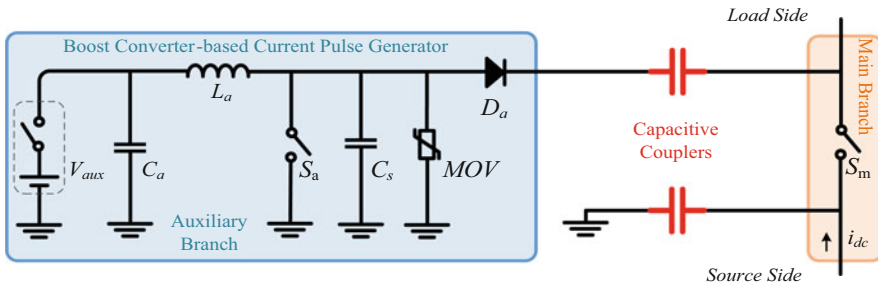 Load Side
Boost Converter-based Current Pulse Generator
Main Branch
L_a
D_a
V_aux
C_a
S_a
C_s
MOV
Capacitive
Couplers
S_m
Auxiliary
Branch
i_dc
Source Side